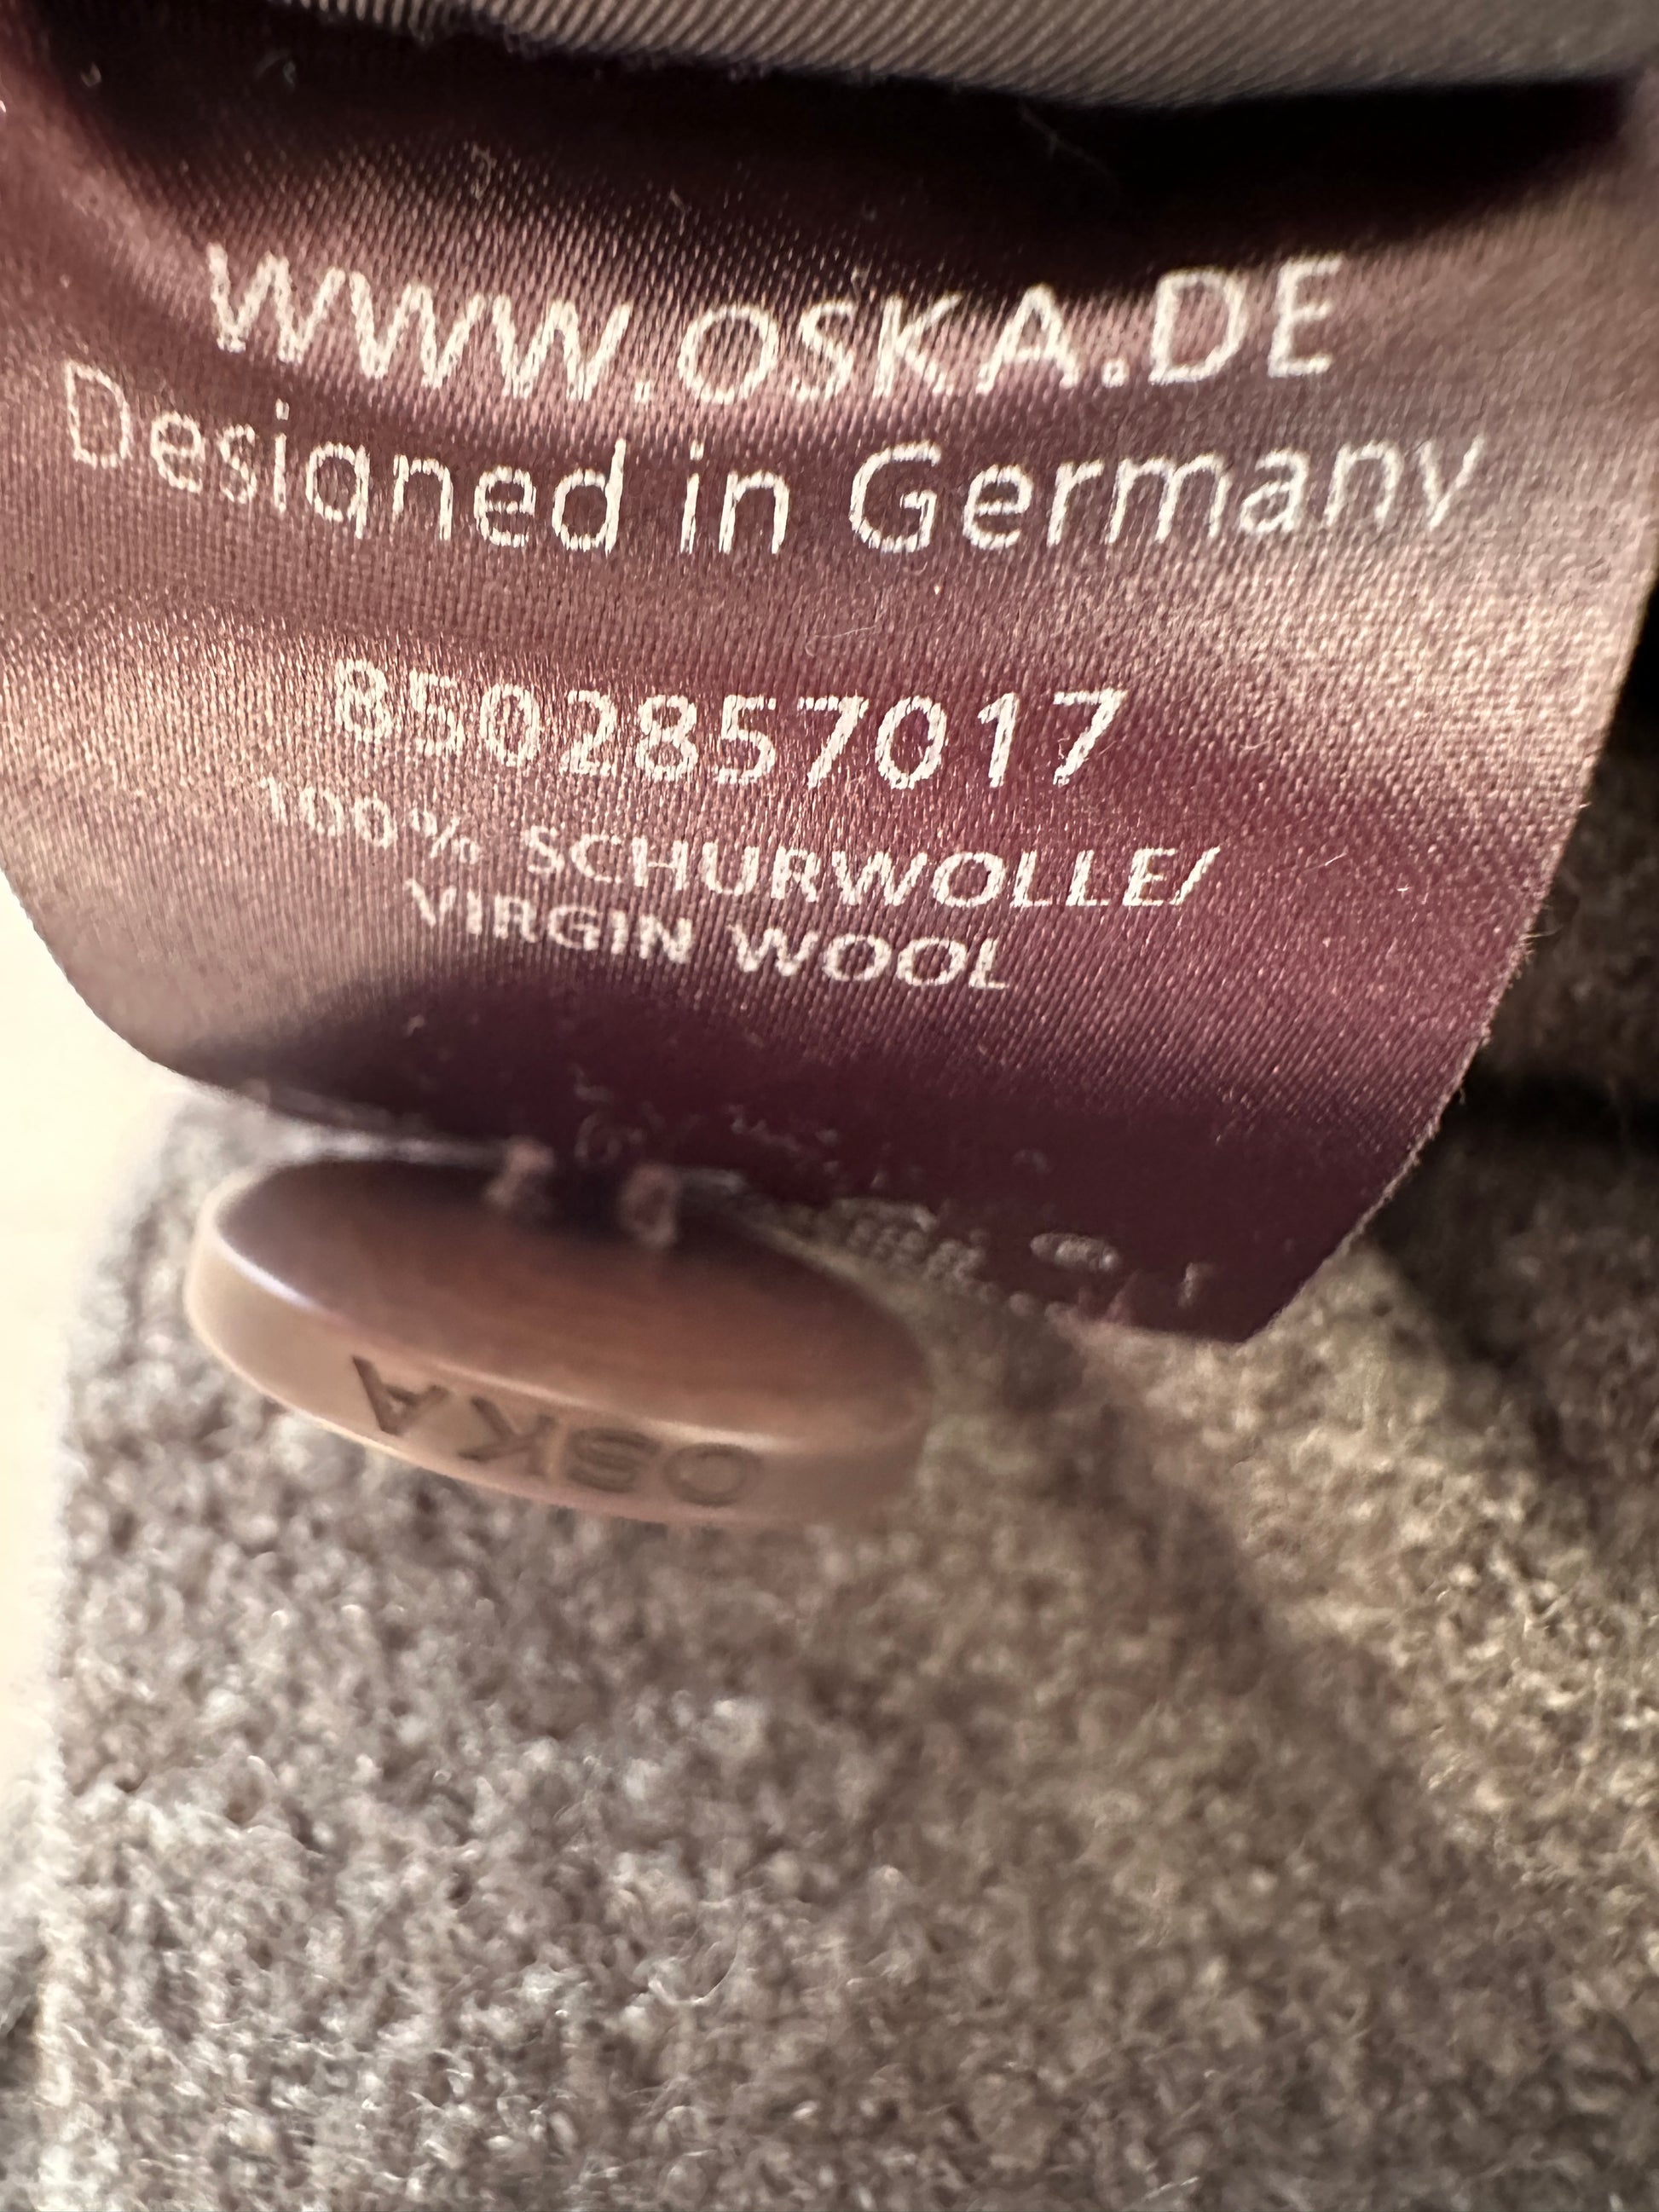 WWW.OSKA.DE
Designed in Germany
8502857017
100% SCHURWOLLE/
VIRGIN WOOL
OSKA